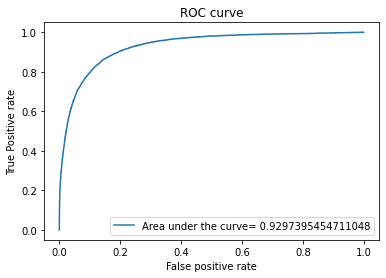 ROC curve
True Positive rate
1.0
0.8
0.6
0.4
0.2
0.0
Area under the curve= 0.9297395454711048
0.0 0.2 0.4 0.6 0.8 1.0
False positive rate